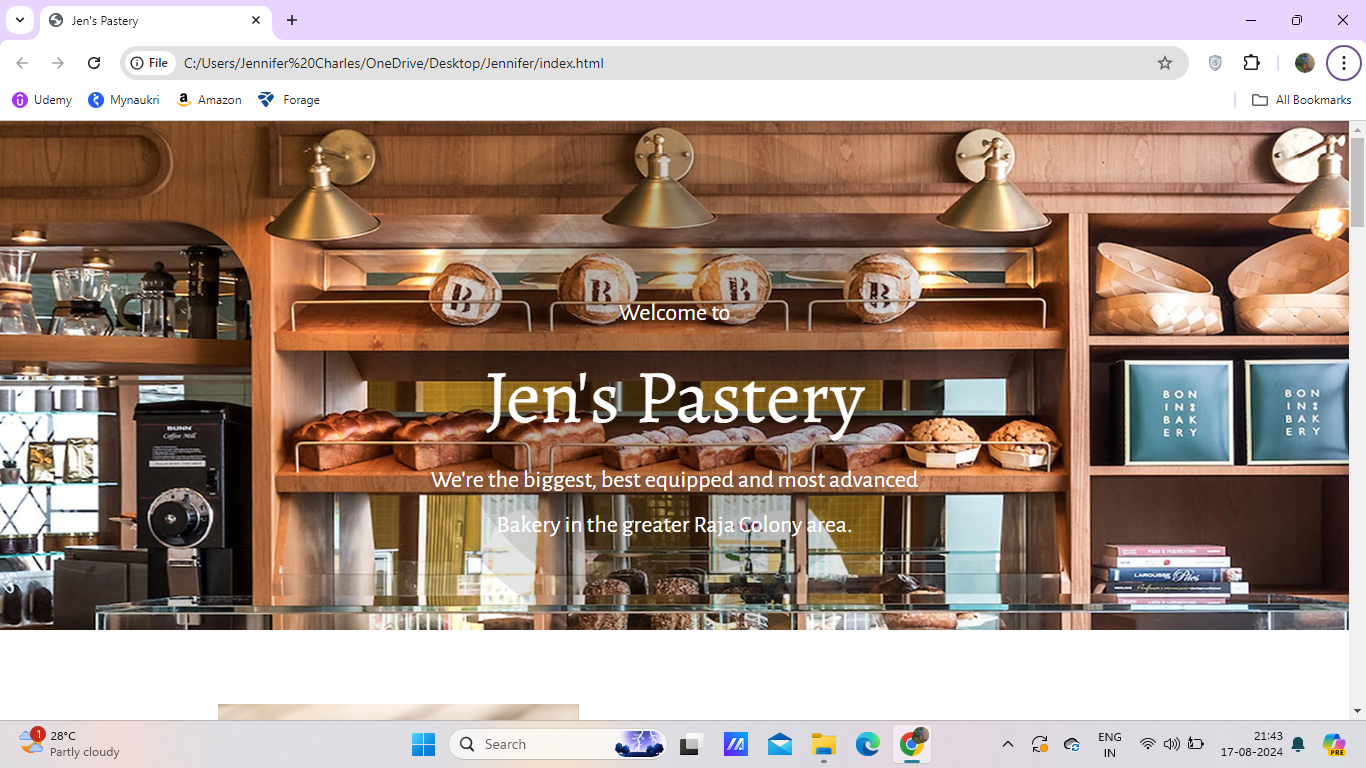 Jen's Pastery
File
C:/Users/Jennifer%20Charles/OneDrive/Desktop/Jennifer/index.html
Udemy
Mynaukri
Amazon
Forage
All Bookmarks
B B B B
Welcome to
Jen's Pastery
We're the biggest, best equipped and most advanced
Bakery in the greater Raja Colony area.
BUNN
Coffee Mill
BON
IN
BAK
ERY
BON
IN
BAK
ERY
LAROUSSE
Pães
1
28°C
Partly cloudy
Search
ENG
IN
21:43
17-08-2024
PRE